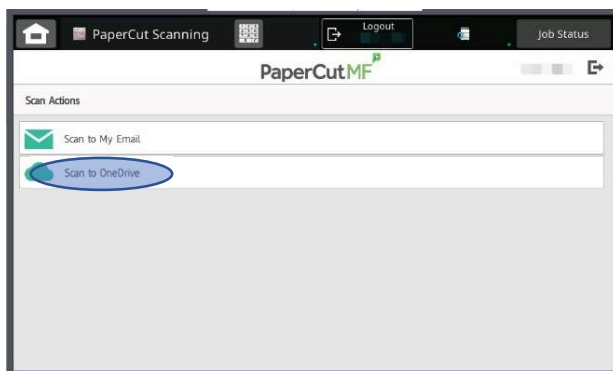 PaperCut Scanning Logout Job Status
PaperCutMF
Scan Actions
Scan to My Email
Scan to OneDrive